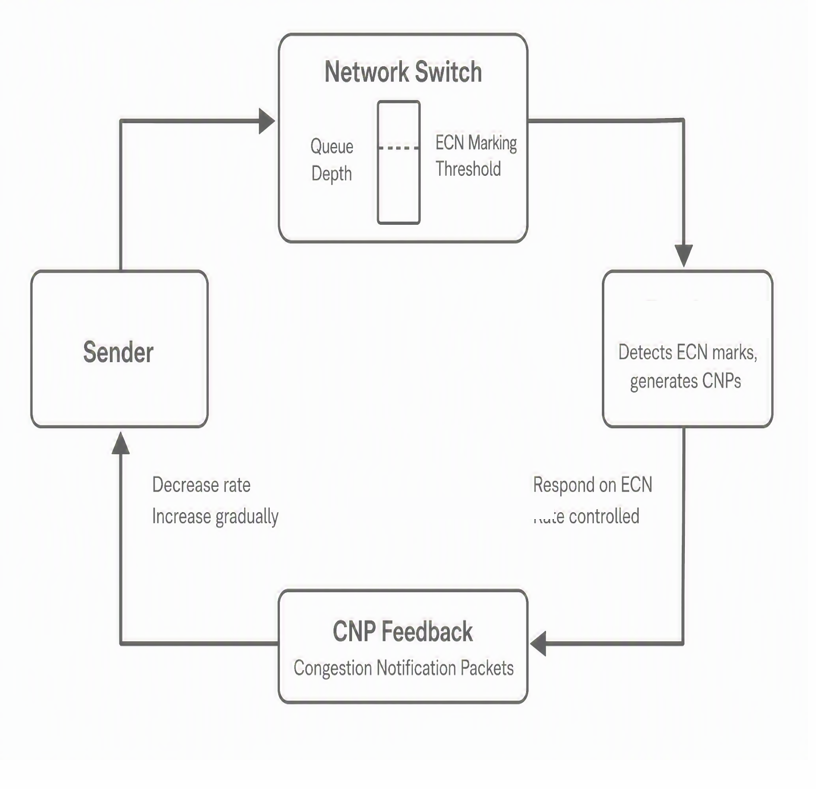 Network Switch
Queue
Depth
ECN Marking
Threshold
Sender
Detects ECN marks,
generates CNPs
Decrease rate
Increase gradually
Respond on ECN
controlled
CNP Feedback
Congestion Notification Packets